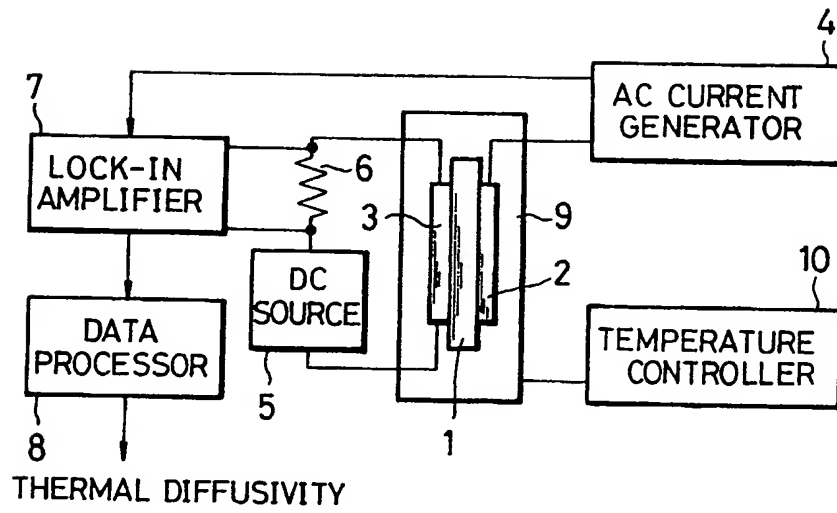 4
AC CURRENT
GENERATOR
7
LOCK-IN
AMPLIFIER
6
3
9
2
DC
SOURCE
5
1
10
TEMPERATURE
CONTROLLER
DATA
PROCESSOR
8
THERMAL DIFFUSIVITY